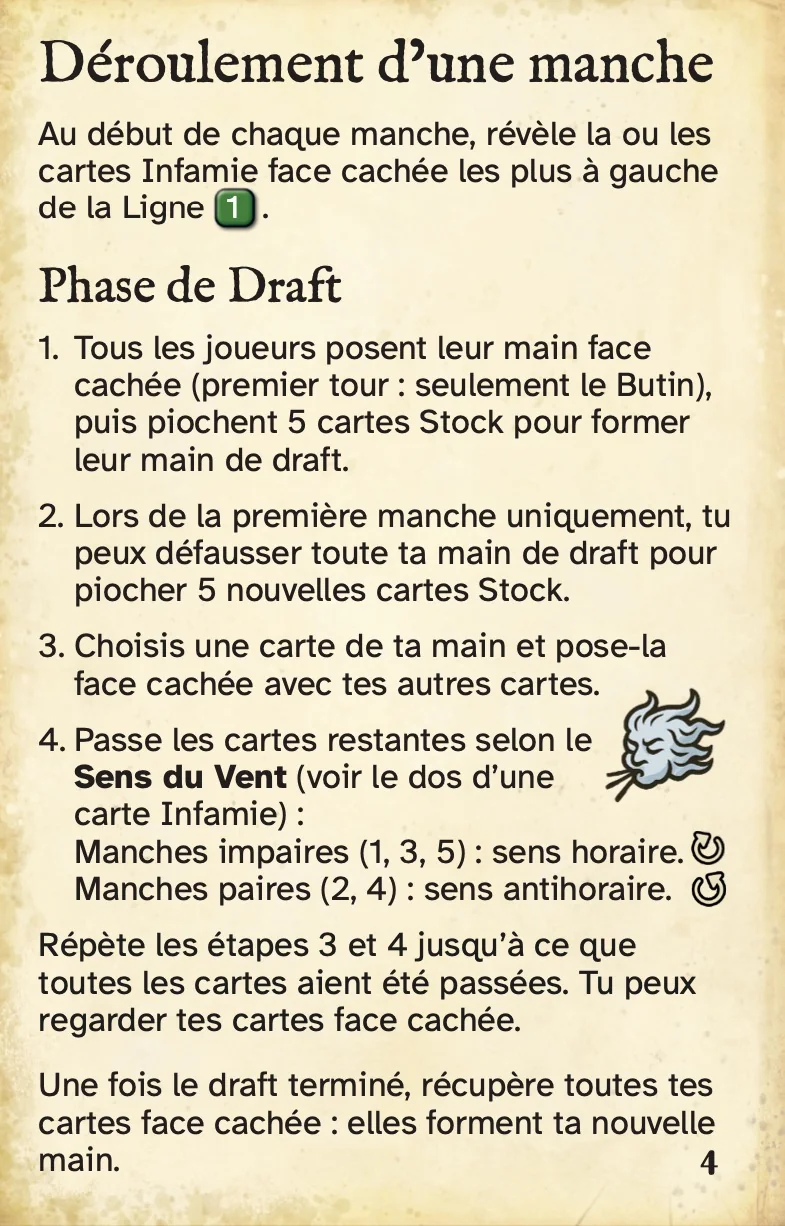 Déroulement d’une manche
Au début de chaque manche, révèle la ou les
cartes Infamie face cachée les plus à gauche
de la Ligne 1.
Phase de Draft
1. Tous les joueurs posent leur main face
cachée (premier tour : seulement le Butin),
puis piochent 5 cartes Stock pour former
leur main de draft.
2. Lors de la première manche uniquement, tu
peux défausser toute ta main de draft pour
piocher 5 nouvelles cartes Stock.
3. Choisis une carte de ta main et pose-la
face cachée avec tes autres cartes.
4. Passe les cartes restantes selon le
Sens du Vent (voir le dos d’une
carte Infamie) :
Manches impaires (1, 3, 5) : sens horaire.
Manches paires (2, 4) : sens antihoraire.
Répète les étapes 3 et 4 jusqu’à ce que
toutes les cartes aient été passées. Tu peux
regarder tes cartes face cachée.
Une fois le draft terminé, récupère toutes tes
cartes face cachée : elles forment ta nouvelle
main.
4